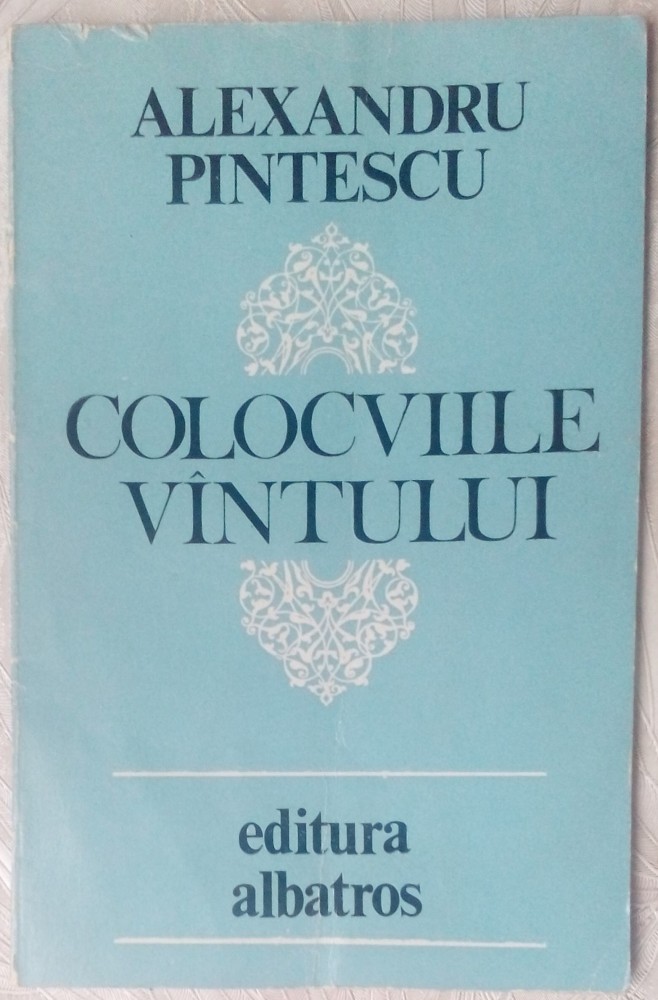 ALEXANDRU
PINTESCU
COLOCVIILE
VÎNTULUI
editura
albatros